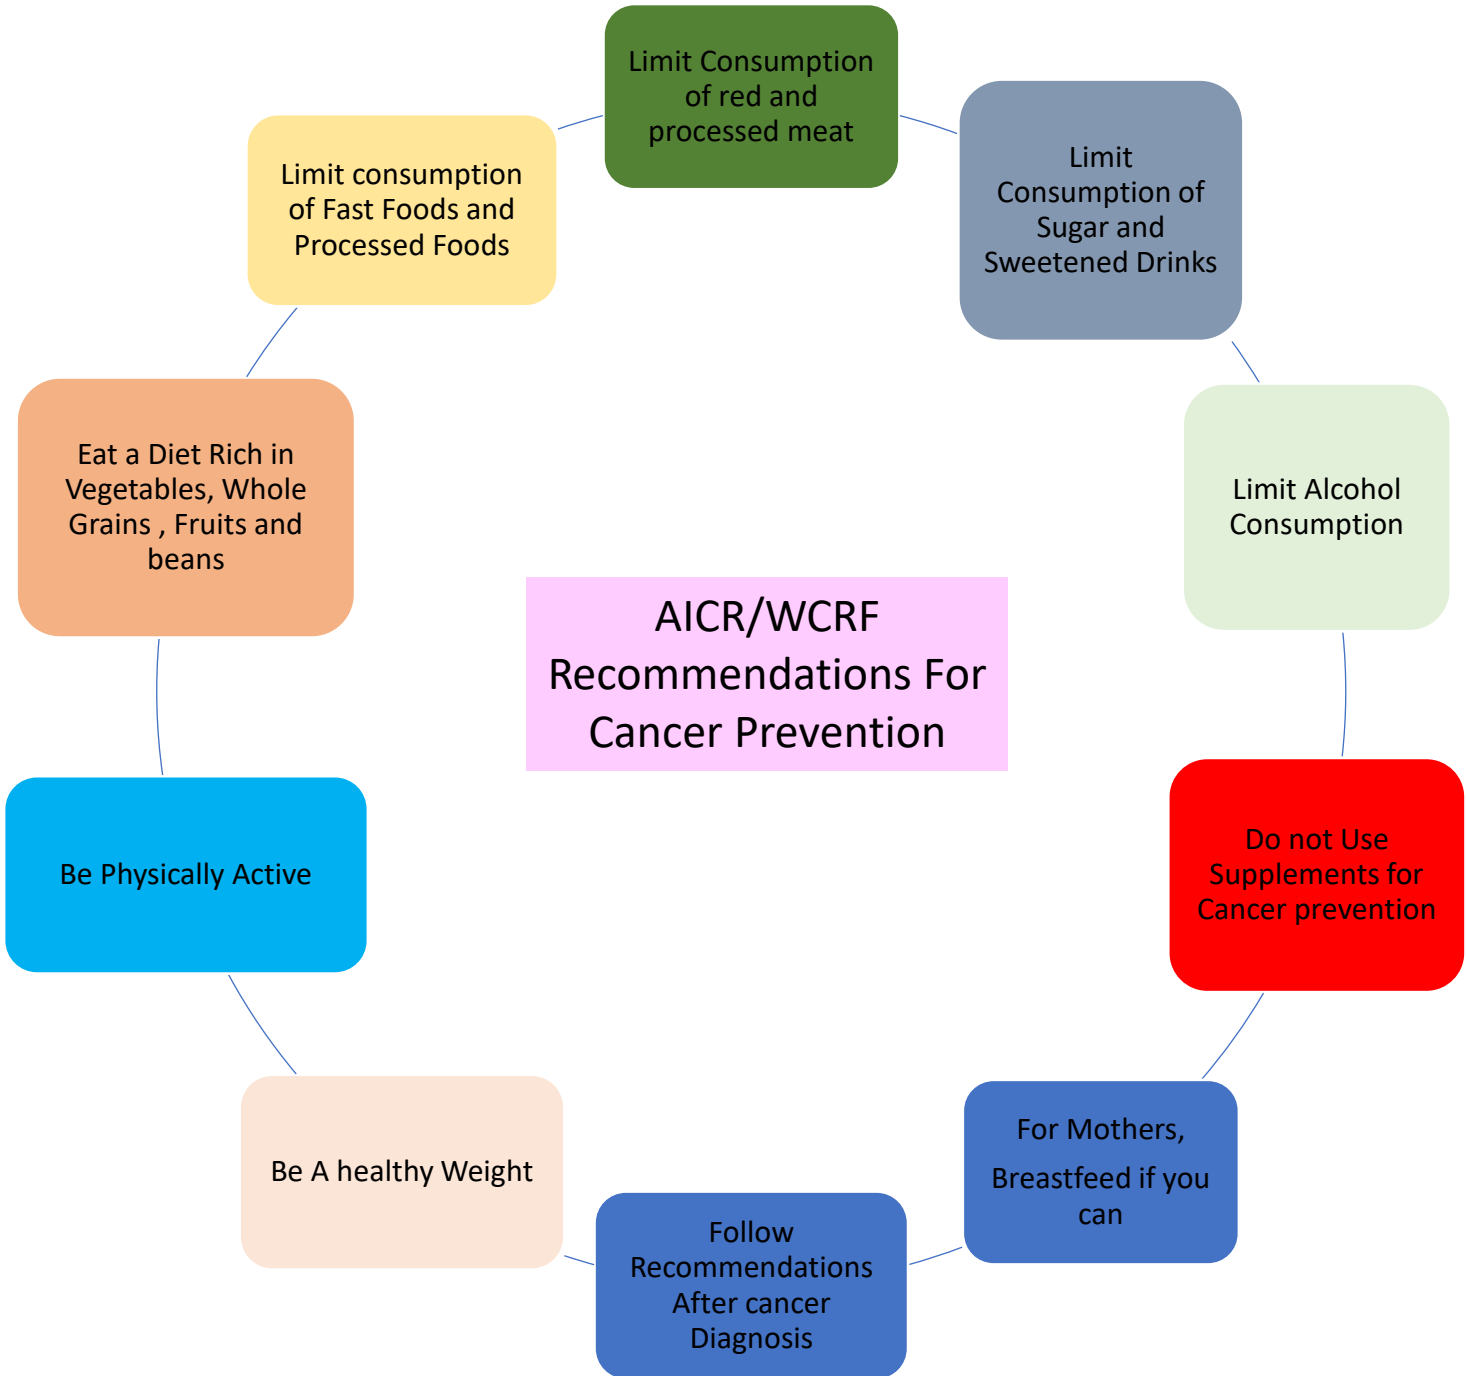 Limit Consumption
of red and
processed meat
Limit
Consumption of
Sugar and
Sweetened Drinks
Limit Alcohol
Consumption
Do not Use
Supplements for
Cancer prevention
For Mothers,
Breastfeed if you
can
Follow
Recommendations
After cancer
Diagnosis
Be A healthy Weight
Be Physically Active
Eat a Diet Rich in
Vegetables, Whole
Grains , Fruits and
beans
Limit consumption
of Fast Foods and
Processed Foods
AICR/WCRF
Recommendations For
Cancer Prevention